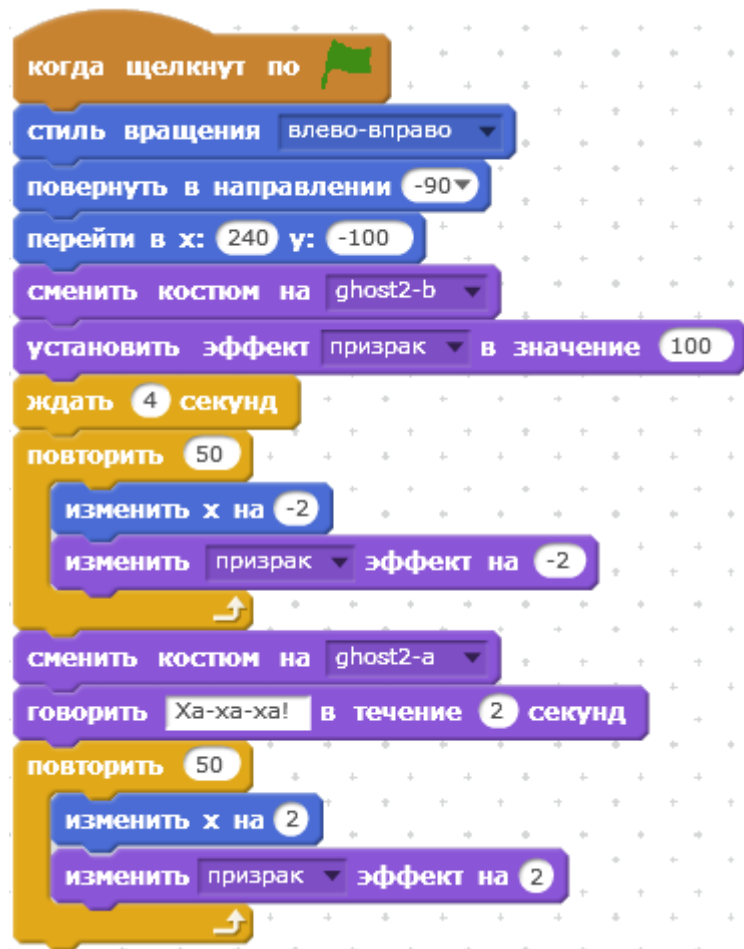 когда щелкнут по
стиль вращения влево-вправо
повернуть в направлении -90
перейти в x: 240 y: -100
сменить костюм на ghost2-b
установить эффект призрак в значение 100
ждать 4 секунд
повторить 50
изменить x на -2
изменить призрак эффект на -2
сменить костюм на ghost2-a
говорить Ха-ха-ха! в течение 2 секунд
повторить 50
изменить x на 2
изменить призрак эффект на 2